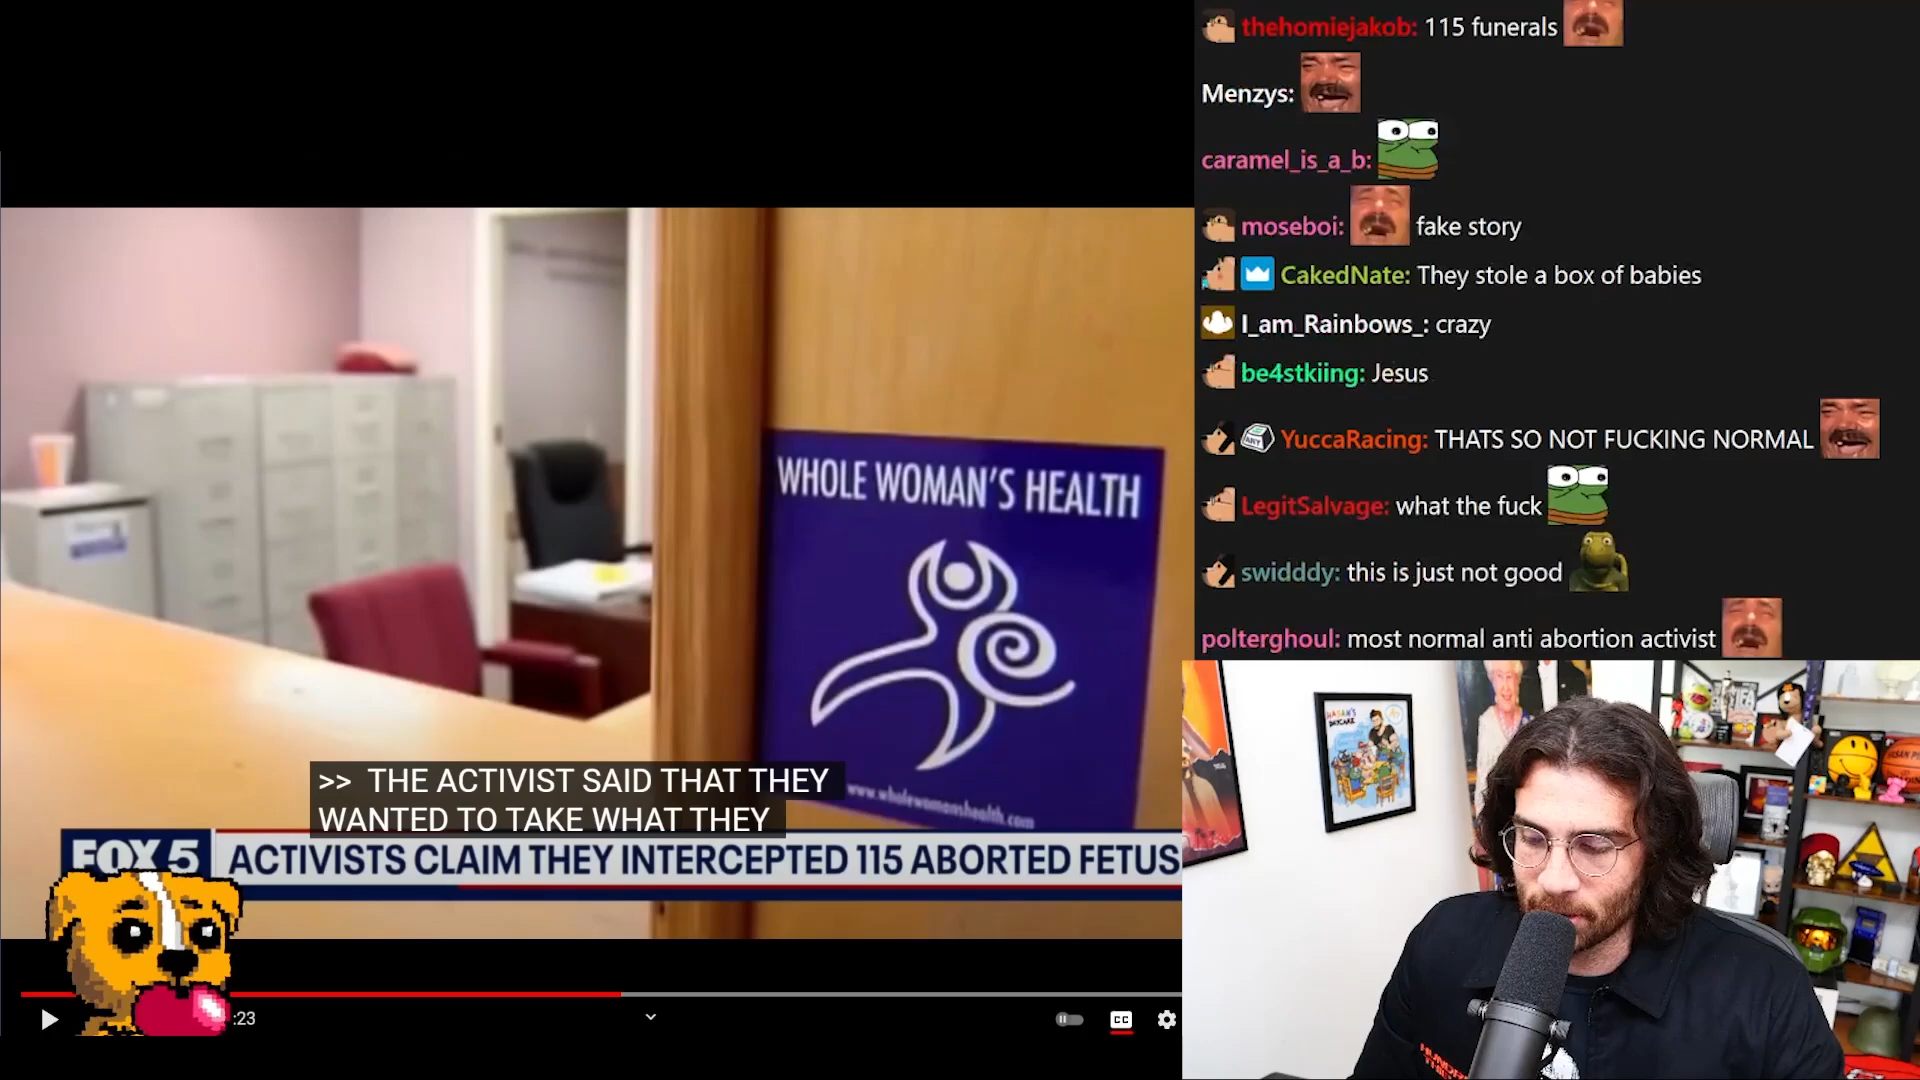 thehomiejakob: 115 funerals
Menzys:
caramel_is_a_b:
moseboi: fake story
CakedNate: They stole a box of babies
I_am_Rainbows_: crazy
be4stkiing: Jesus
YuccaRacing: THATS SO NOT FUCKING NORMAL
LegitSalvage: what the fuck
swidddy: this is just not good
polterghoul: most normal anti abortion activist
WHOLE WOMAN'S HEALTH
www.wholewomanshealth.com
>> THE ACTIVIST SAID THAT THEY
WANTED TO TAKE WHAT THEY
FOX 5
ACTIVISTS CLAIM THEY INTERCEPTED 115 ABORTED FETUS
:23
CC
HASAN'S
DAYCARE